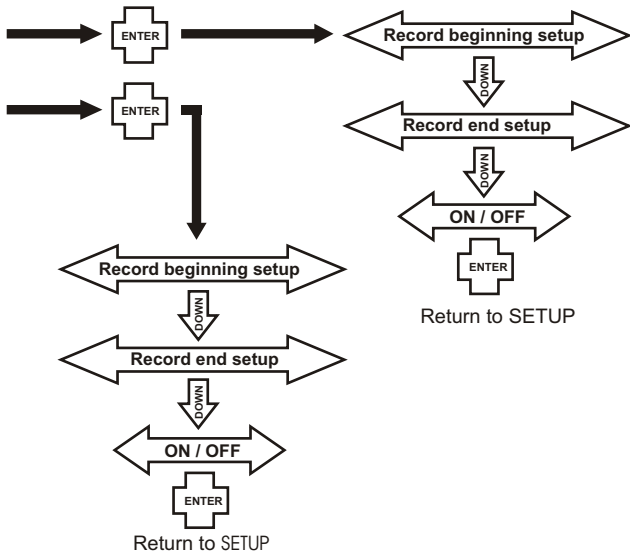 ENTER
Record beginning setup
DOWN
Record end setup
DOWN
ON / OFF
ENTER
Return to SETUP
ENTER
Record beginning setup
DOWN
Record end setup
DOWN
ON / OFF
ENTER
Return to SETUP